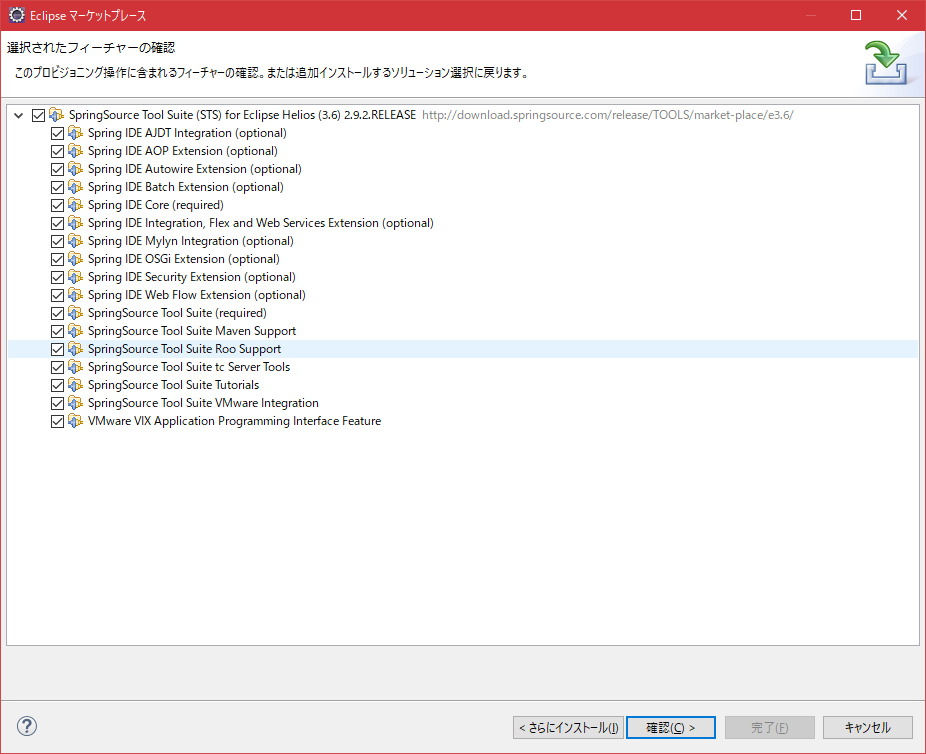 Eclipse マーケットプレース
選択されたフィーチャーの確認
このプロビジョニング操作に含まれるフィーチャーの確認。または追加インストールするソリューション選択に戻ります。
SpringSource Tool Suite (STS) for Eclipse Helios (3.6) 2.9.2.RELEASE http://download.springsource.com/release/TOOLS/market-place/e3.6/
Spring IDE AJDT Integration (optional)
Spring IDE AOP Extension (optional)
Spring IDE Autowire Extension (optional)
Spring IDE Batch Extension (optional)
Spring IDE Core (required)
Spring IDE Integration, Flex and Web Services Extension (optional)
Spring IDE Mylyn Integration (optional)
Spring IDE OSGi Extension (optional)
Spring IDE Security Extension (optional)
Spring IDE Web Flow Extension (optional)
SpringSource Tool Suite (required)
SpringSource Tool Suite Maven Support
SpringSource Tool Suite Roo Support
SpringSource Tool Suite tc Server Tools
SpringSource Tool Suite Tutorials
SpringSource Tool Suite VMware Integration
VMware VIX Application Programming Interface Feature
? < さらにインストール(I) 確認(C) > 完了(F) キャンセル